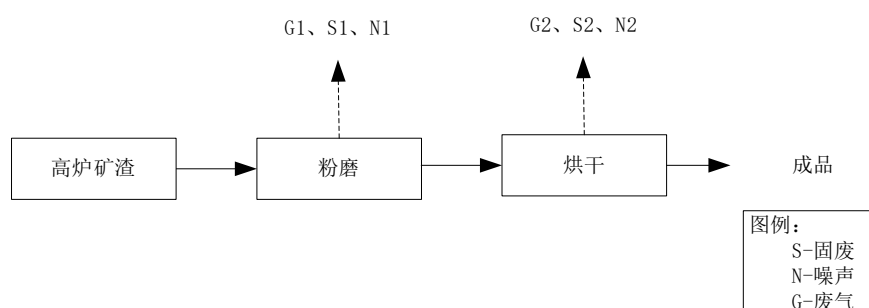 G1、S1、N1
G2、S2、N2
高炉矿渣
粉磨
烘干
成品
图例：
S-固废
N-噪声
G-废气